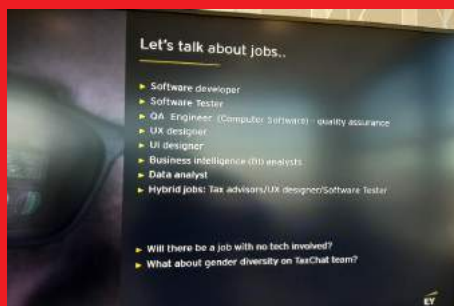 Let's talk about jobs..
Software developer
Software Tester
QA Engineer (Computer Software) - quality assurance
UX designer
UI designer
Business intelligence (BI) analysts
Data analyst
Hybrid jobs: Tax advisors/UX designer/Software Tester
Will there be a job with no tech involved?
What about gender diversity on TaxChat team?
EY